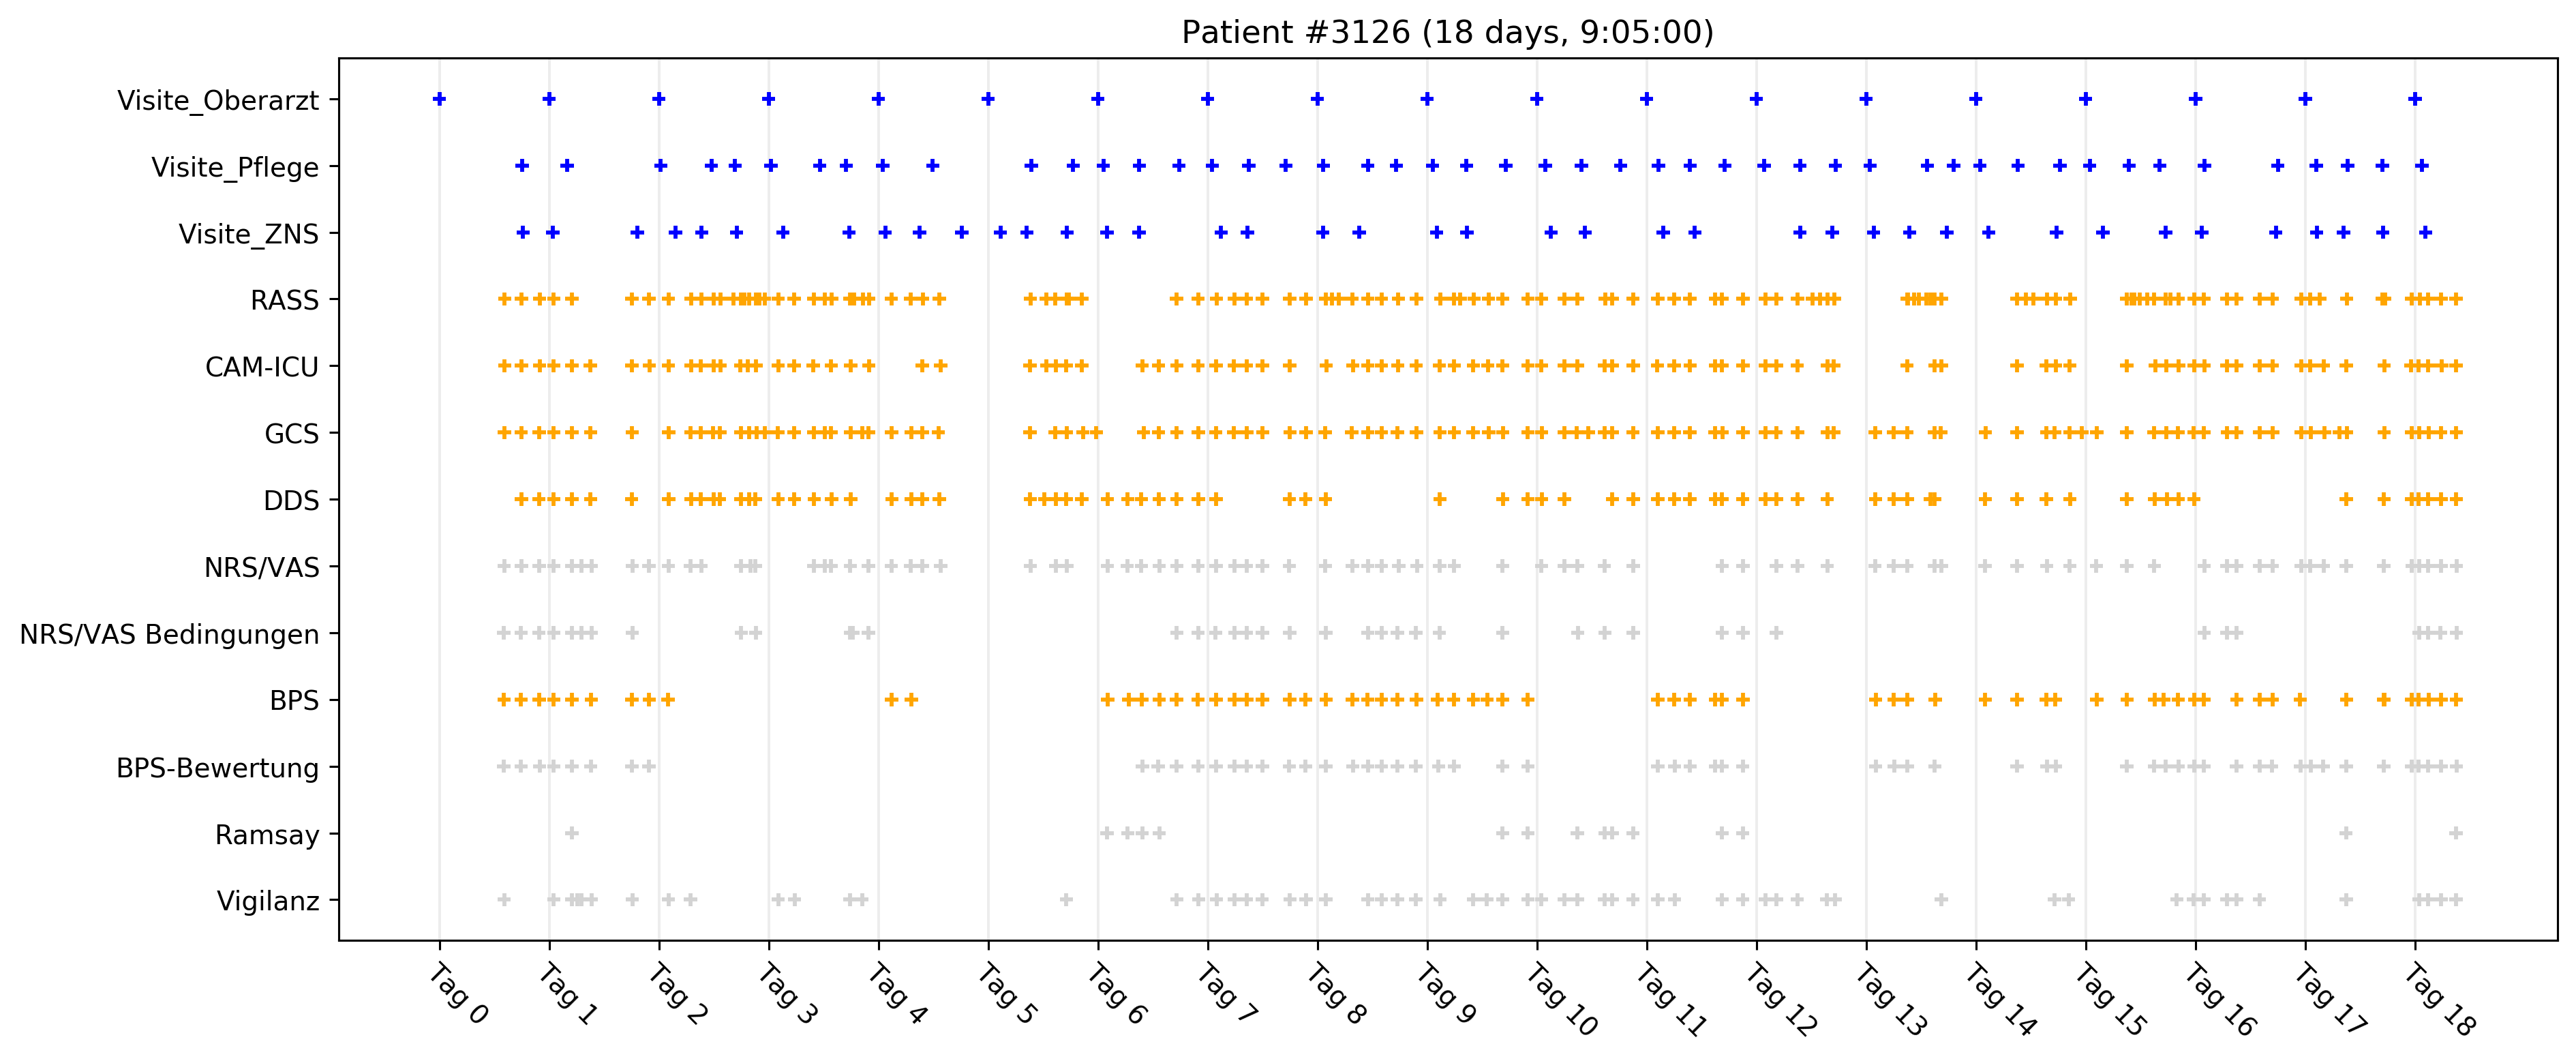 Patient #3126 (18 days, 9:05:00)
Visite_Oberarzt
Visite_Pflege
Visite_ZNS
RASS
CAM-ICU
GCS
DDS
NRS/VAS
NRS/VAS Bedingungen
BPS
BPS-Bewertung
Ramsay
Vigilanz
Tag 0
Tag 1
Tag 2
Tag 3
Tag 4
Tag 5
Tag 6
Tag 7
Tag 8
Tag 9
Tag 10
Tag 11
Tag 12
Tag 13
Tag 14
Tag 15
Tag 16
Tag 17
Tag 18